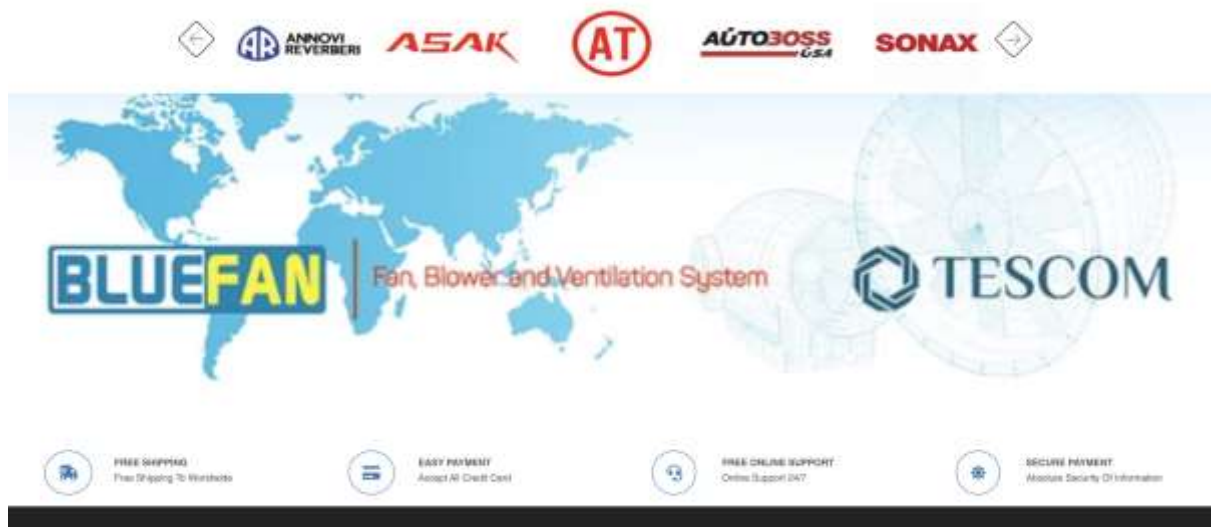 AR ANNOVI
REVERBERI
ASAK
AT
AUTOBOSS
USA
SONAX
BLUEFAN
Fan, Blower and Ventilation System
TESCOM
FREE SHIPPING
Free Shipping To Worldwide
EASY PAYMENT
Accept All Credit Card
FREE ONLINE SUPPORT
Online Support 24/7
SECURE PAYMENT
Absolute Security Of Information